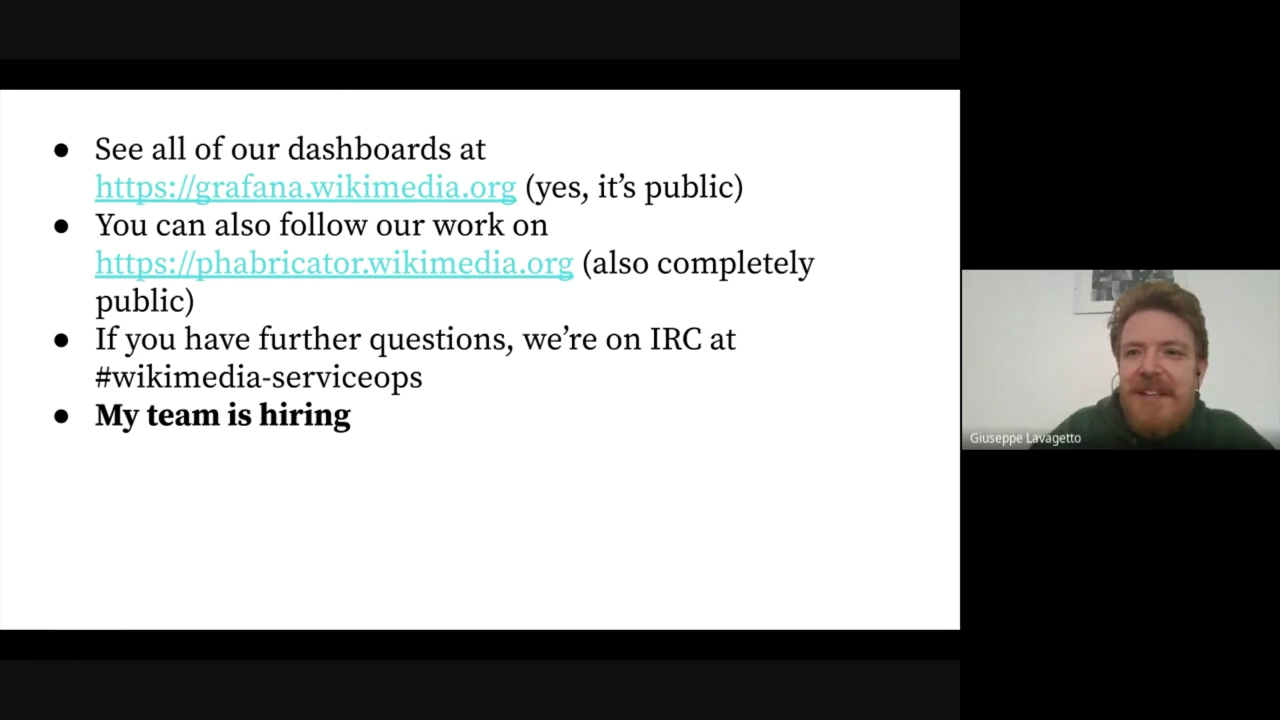 ● See all of our dashboards at
https://grafana.wikimedia.org (yes, it’s public)
● You can also follow our work on
https://phabricator.wikimedia.org (also completely
public)
● If you have further questions, we’re on IRC at
#wikimedia-serviceops
● My team is hiring
Giuseppe Lavagetto